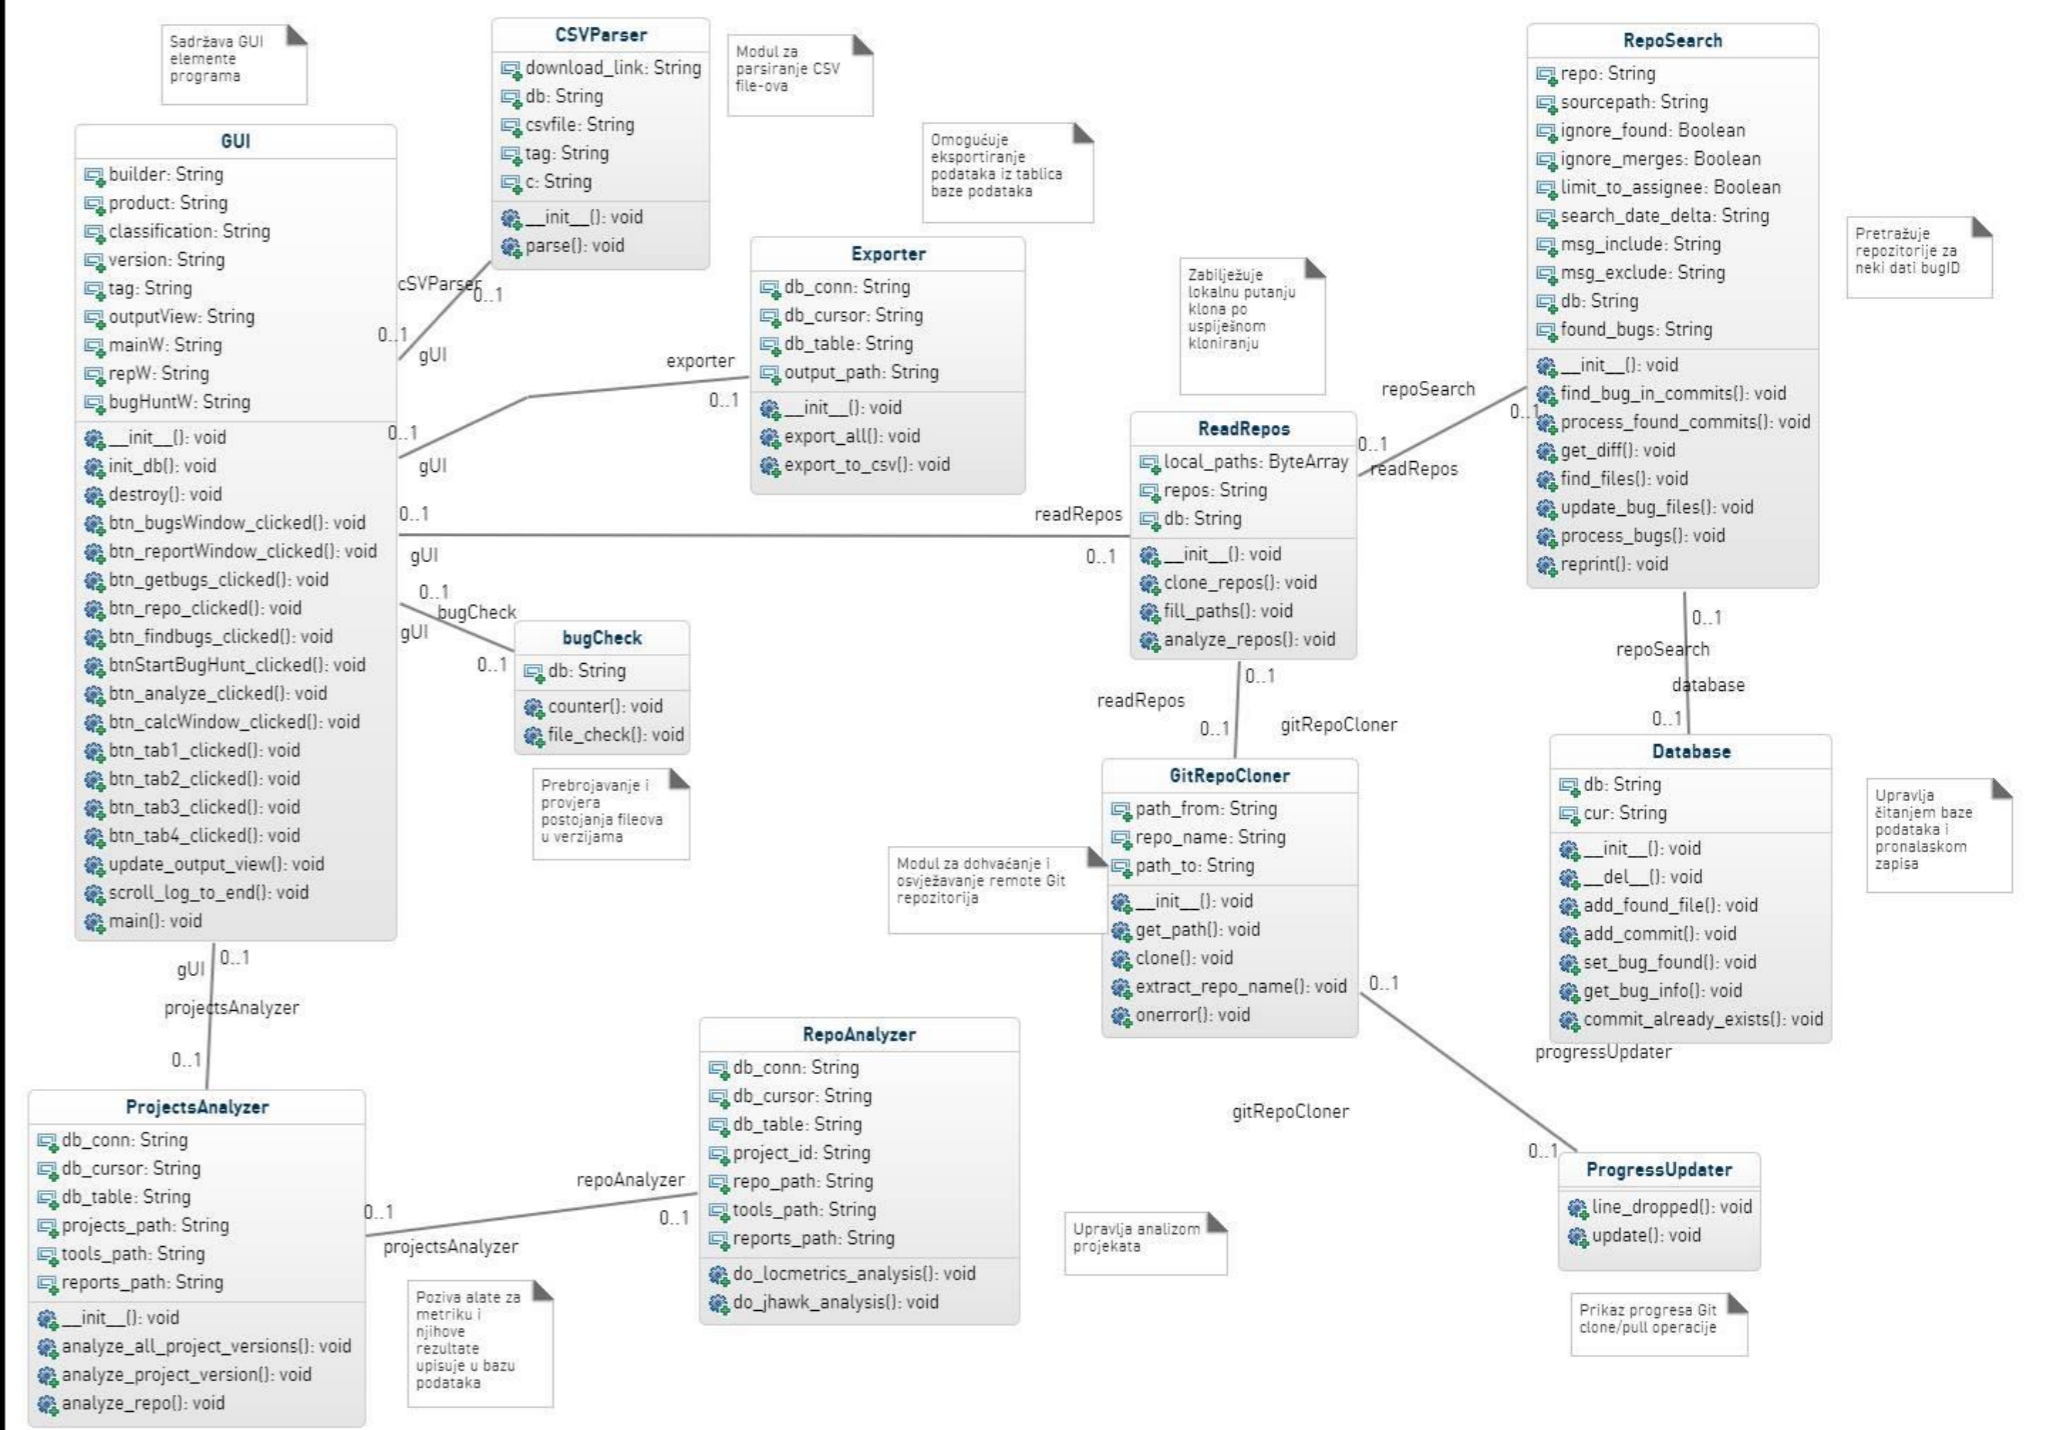 Sadržava GUI
elemente
programa
GUI
builder: String
product: String
classification: String
version: String
tag: String
outputView: String
mainW: String
repW: String
bugHuntW: String
__init__(): void
init_db(): void
destroy(): void
btn_bugsWindow_clicked(): void
btn_reportWindow_clicked(): void
btn_getbugs_clicked(): void
btn_repo_clicked(): void
btn_findbugs_clicked(): void
btnStartBugHunt_clicked(): void
btn_analyze_clicked(): void
btn_calcWindow_clicked(): void
btn_tab1_clicked(): void
btn_tab2_clicked(): void
btn_tab3_clicked(): void
btn_tab4_clicked(): void
update_output_view(): void
scroll_log_to_end(): void
main(): void
CSVParser
download_link: String
db: String
csvfile: String
tag: String
c: String
__init__(): void
parse(): void
Modul za
parsiranje CSV
file-ova
cSVParser
0..1
0..1
gUI
Omogućuje
eksportiranje
podataka iz tablica
baze podataka
Exporter
db_conn: String
db_cursor: String
db_table: String
output_path: String
__init__(): void
export_all(): void
export_to_csv(): void
exporter
0..1
0..1
gUI
0..1
gUI
readRepos
0..1
0..1
bugCheck
gUI
0..1
bugCheck
db: String
counter(): void
file_check(): void
Prebrojavanje i
provjera
postojanja fileova
u verzijama
Zabilježuje
lokalnu putanju
klona po
uspiješnom
kloniranju
ReadRepos
local_paths: ByteArray
repos: String
db: String
__init__(): void
clone_repos(): void
fill_paths(): void
analyze_repos(): void
repoSearch
0..1
0..1
readRepos
RepoSearch
repo: String
sourcepath: String
ignore_found: Boolean
ignore_merges: Boolean
limit_to_assignee: Boolean
search_date_delta: String
msg_include: String
msg_exclude: String
db: String
found_bugs: String
__init__(): void
find_bug_in_commits(): void
process_found_commits(): void
get_diff(): void
find_files(): void
update_bug_files(): void
process_bugs(): void
reprint(): void
Pretražuje
repozitorije za
neki dati bugID
0..1
repoSearch
database
0..1
Database
db: String
cur: String
__init__(): void
__del__(): void
add_found_file(): void
add_commit(): void
set_bug_found(): void
get_bug_info(): void
commit_already_exists(): void
Upravlja
čitanjem baze
podataka i
pronalaskom
zapisa
0..1
readRepos
0..1
gitRepoCloner
GitRepoCloner
path_from: String
repo_name: String
path_to: String
__init__(): void
get_path(): void
clone(): void
extract_repo_name(): void
onerror(): void
Modul za dohvaćanje i
osvježavanje remote Git
repozitorija
0..1
progressUpdater
gitRepoCloner
0..1
ProgressUpdater
line_dropped(): void
update(): void
Prikaz progresa Git
clone/pull operacije
0..1
gUI
projectsAnalyzer
0..1
ProjectsAnalyzer
db_conn: String
db_cursor: String
db_table: String
projects_path: String
tools_path: String
reports_path: String
__init__(): void
analyze_all_project_versions(): void
analyze_project_version(): void
analyze_repo(): void
repoAnalyzer
0..1
0..1
projectsAnalyzer
Poziva alate za
metriku i
njihove
rezultate
upisuje u bazu
podataka
RepoAnalyzer
db_conn: String
db_cursor: String
db_table: String
project_id: String
repo_path: String
tools_path: String
reports_path: String
do_locmetrics_analysis(): void
do_jhawk_analysis(): void
Upravlja analizom
projekata